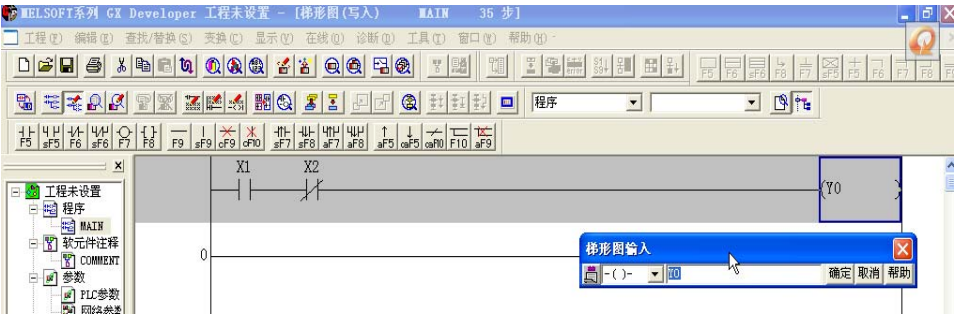 MELSOFT系列 GX Developer 工程未设置 - [梯形图(写入) MAIN 35 步]
工程(F) 编辑(E) 查找/替换(S) 变换(C) 显示(V) 在线(O) 诊断(D) 工具(T) 窗口(W) 帮助(H)
程序
F5 sF5 F6 sF6 F7 F8 F9 sF9 cF9 cF10 sF7 sF8 aF7 aF8 aF5 caF5 caF10 F10 aF9
X1 X2
Y0
工程未设置
程序
MAIN
软元件注释
COMMENT
参数
PLC参数
网络参数
0
梯形图输入
-( )- Y0 确定 取消 帮助